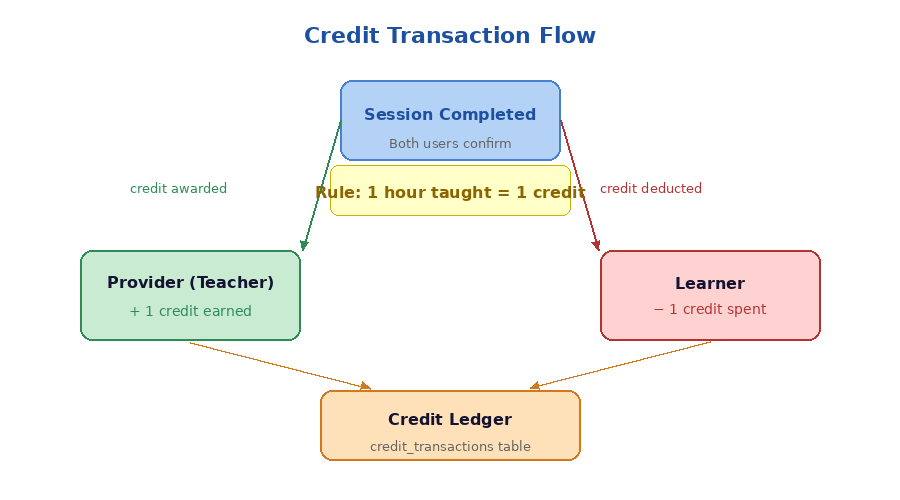 Credit Transaction Flow
Session Completed
Both users confirm
credit awarded
Rule: 1 hour taught = 1 credit
credit deducted
Provider (Teacher)
+ 1 credit earned
Learner
− 1 credit spent
Credit Ledger
credit_transactions table